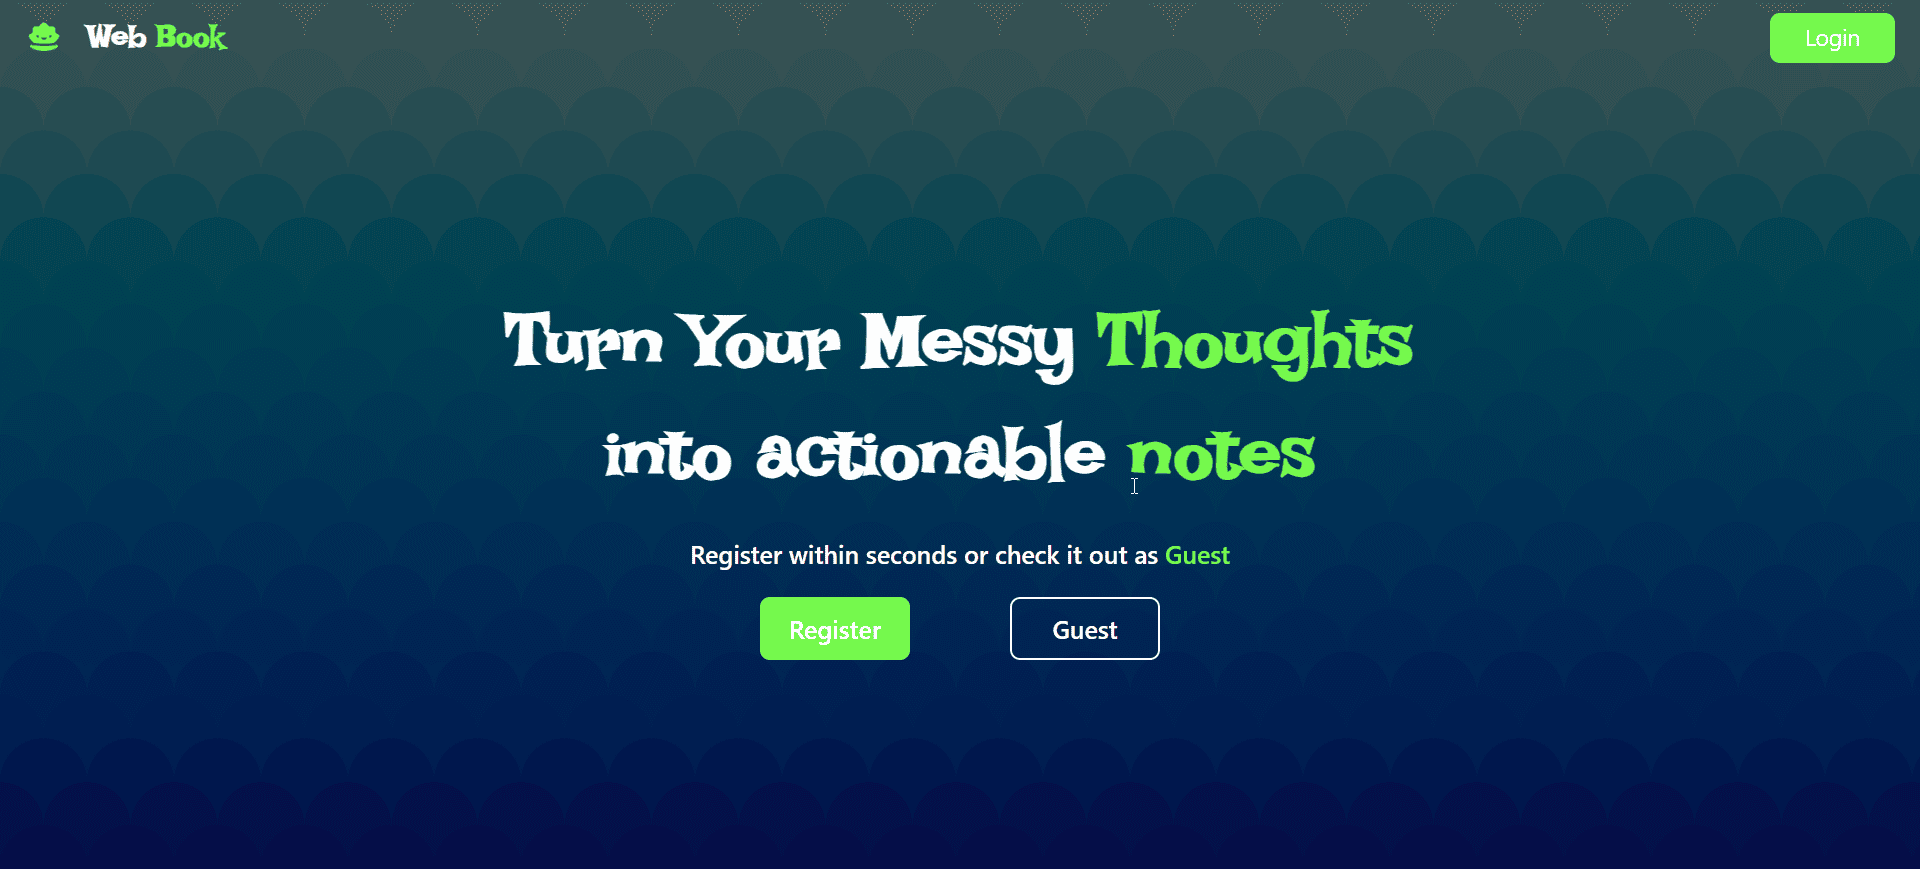 Web Book
Login
Turn Your Messy Thoughts
into actionable notes
Register within seconds or check it out as Guest
Register
Guest